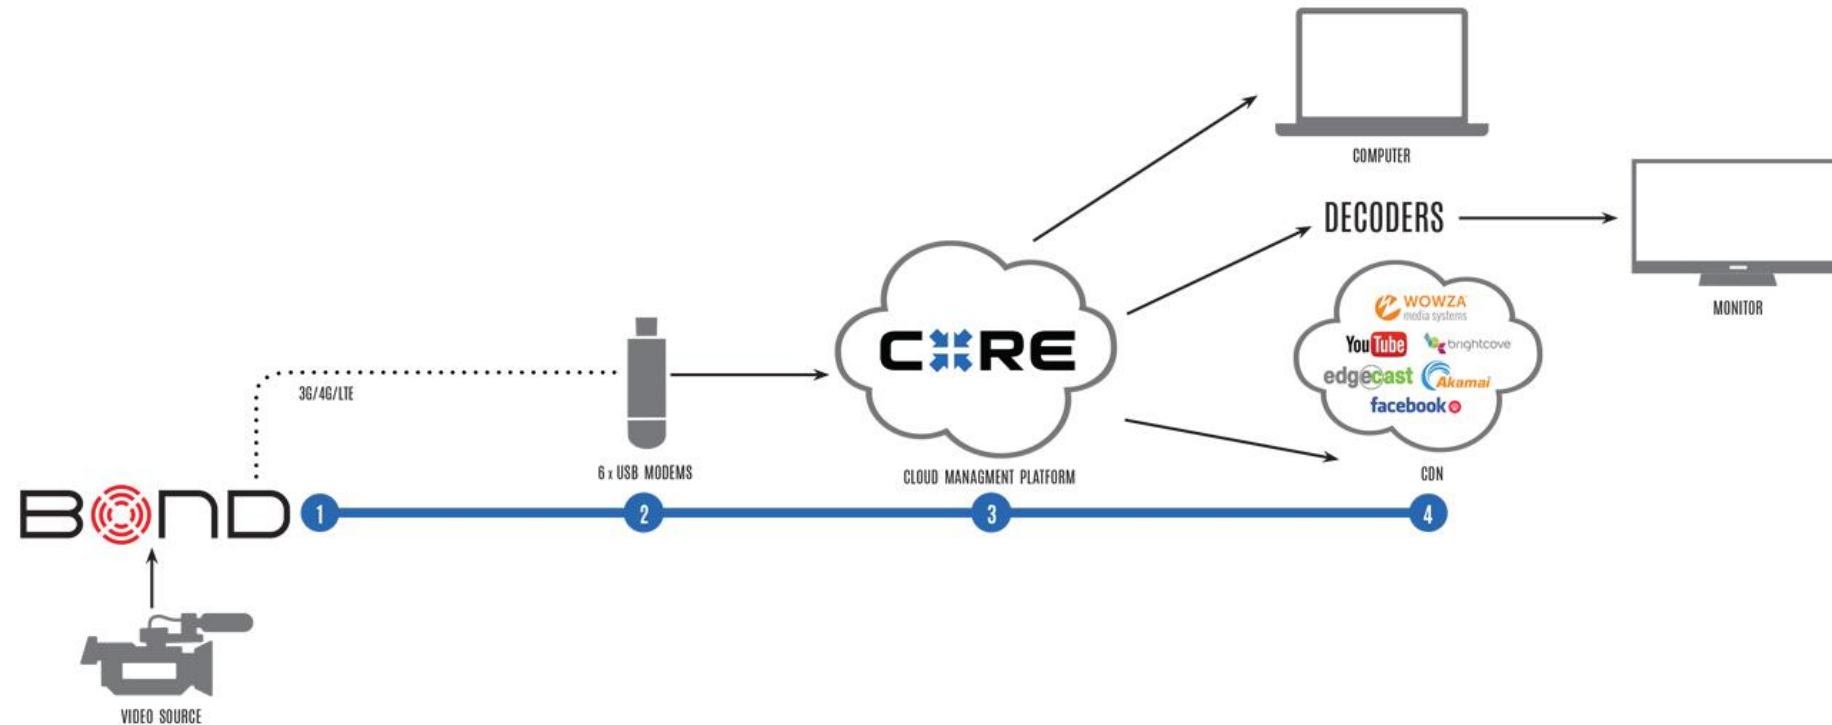 COMPUTER
DECODERS
MONITOR
WOWZA
media systems
YouTube
brightcove
edgecast
Akamai
facebook
CORE
3G/4G/LTE
6 x USB MODEMS
CLOUD MANAGMENT PLATFORM
CDN
BOND
1
2
3
4
VIDEO SOURCE